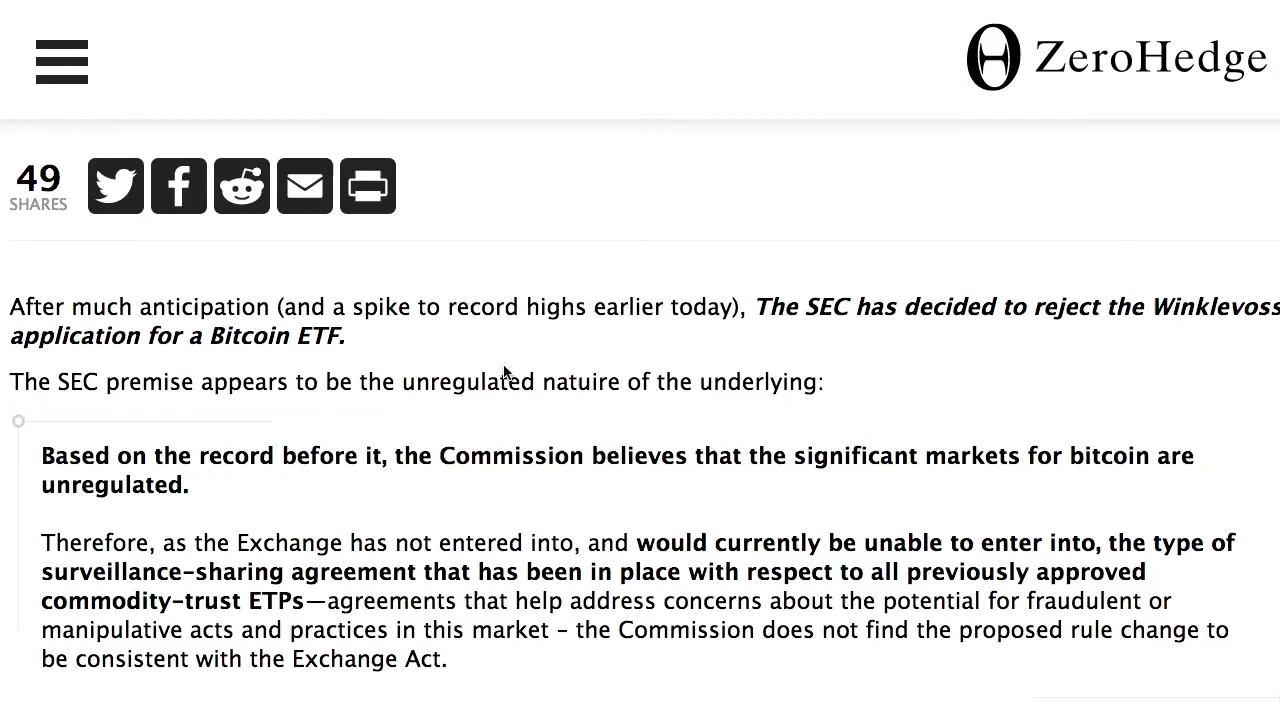 ZeroHedge
49
SHARES
After much anticipation (and a spike to record highs earlier today), The SEC has decided to reject the Winklevoss
application for a Bitcoin ETF.
The SEC premise appears to be the unregulated natuire of the underlying:
Based on the record before it, the Commission believes that the significant markets for bitcoin are
unregulated.
Therefore, as the Exchange has not entered into, and would currently be unable to enter into, the type of
surveillance-sharing agreement that has been in place with respect to all previously approved
commodity-trust ETPs—agreements that help address concerns about the potential for fraudulent or
manipulative acts and practices in this market – the Commission does not find the proposed rule change to
be consistent with the Exchange Act.